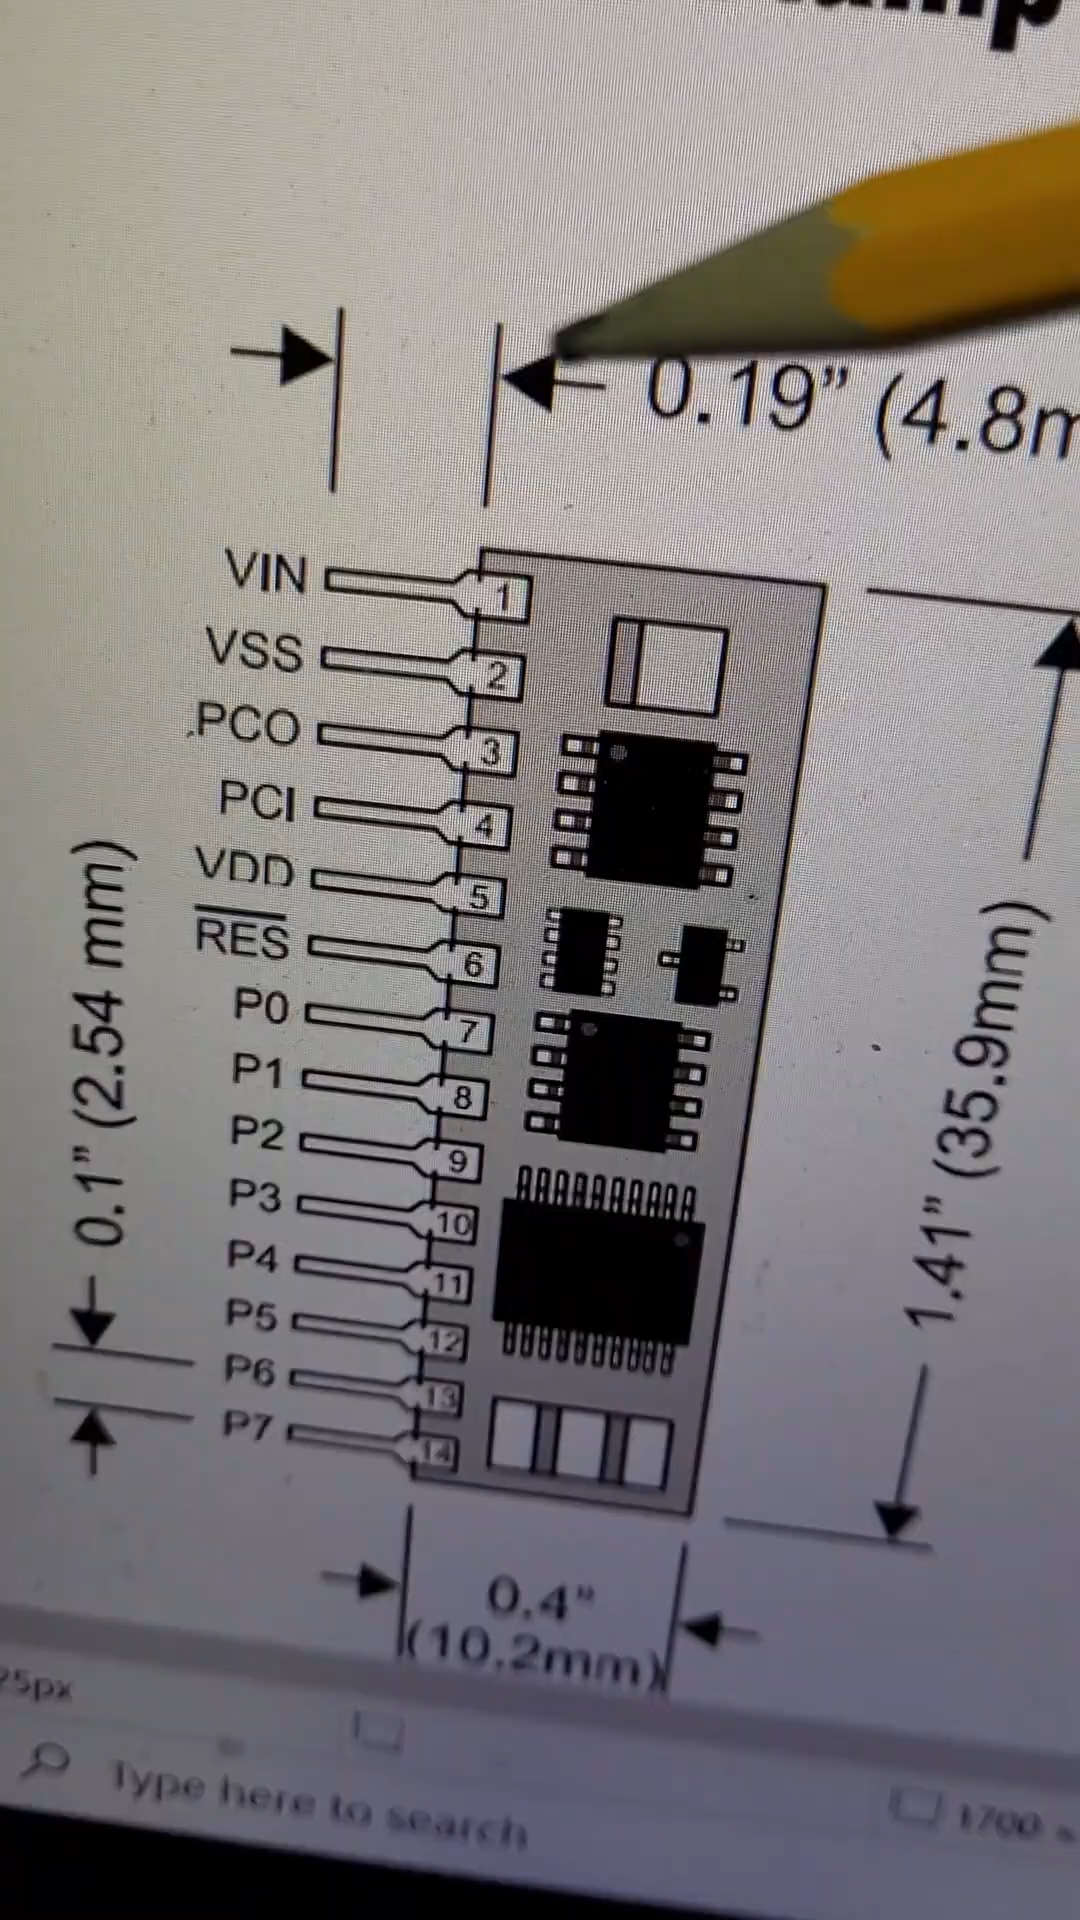 0.19” (4.8m
VIN 1
VSS 2
PCO 3
PCI 4
VDD 5
RES 6
P0 7
P1 8
P2 9
P3 10
P4 11
P5 12
P6 13
P7 14
0.1” (2.54 mm)
1.41” (35.9mm)
0.4”
(10.2mm)
25px
Type here to search
1700